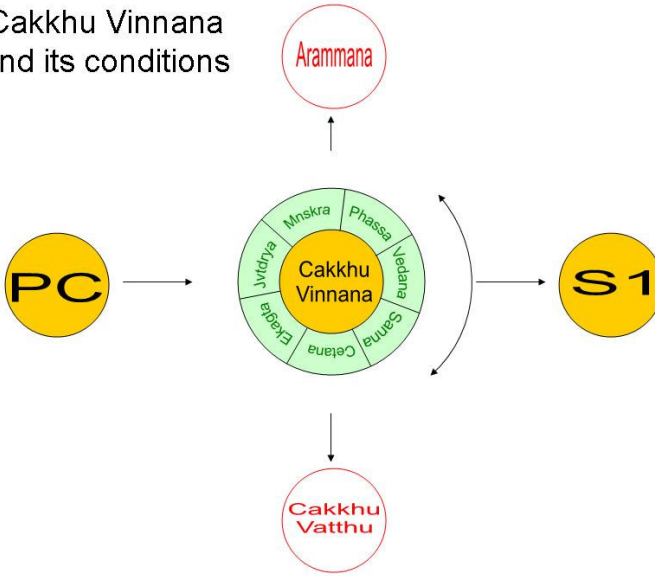 Cakkhu Vinnana
nd its conditions
Arammana
PC
Mnskra
Phassa
Vedana
Sanna
Cetana
Ekagta
Jvtdrya
Cakkhu
Vinnana
S1
Cakkhu
Vatthu